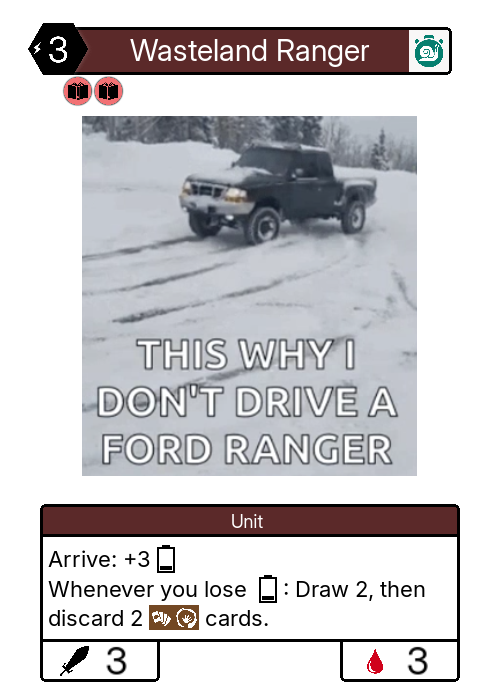 3
Wasteland Ranger
THIS WHY I
DON'T DRIVE A
FORD RANGER
Unit
Arrive: +3
Whenever you lose : Draw 2, then
discard 2 cards.
3
3